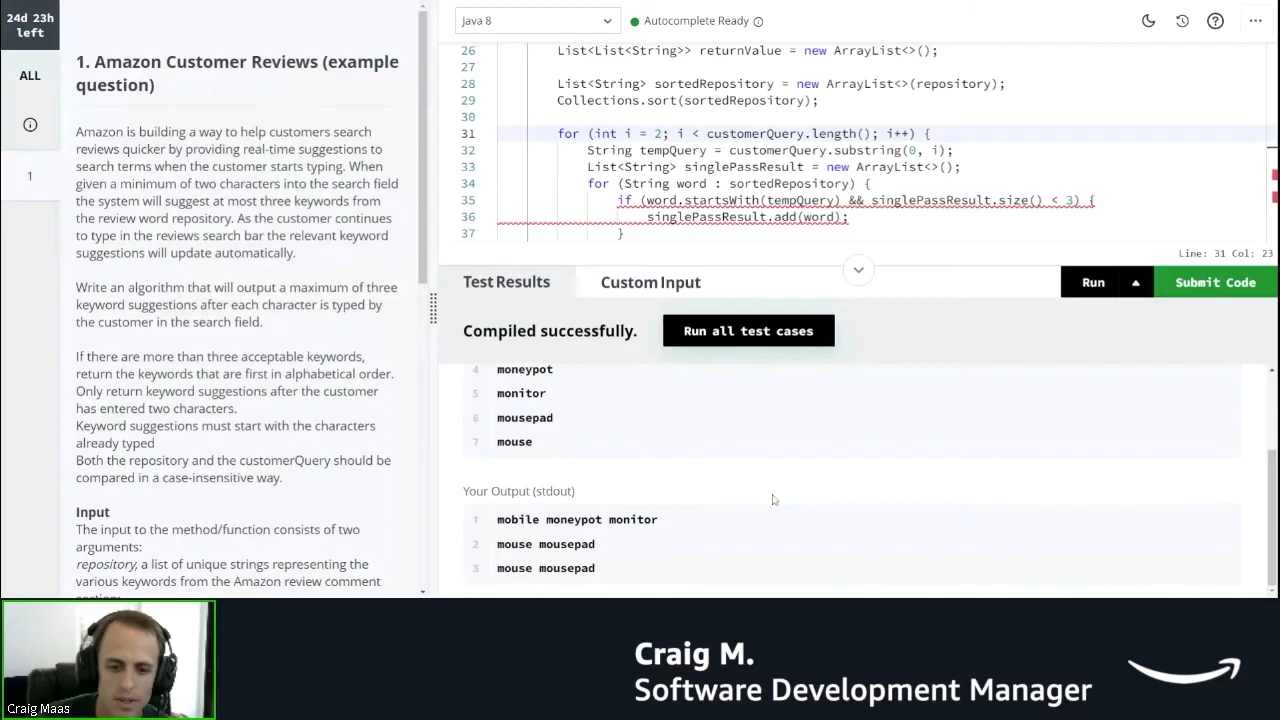 24d 23h
left
ALL
1
1. Amazon Customer Reviews (example
question)
Amazon is building a way to help customers search
reviews quicker by providing real-time suggestions to
search terms when the customer starts typing. When
given a minimum of two characters into the search field
the system will suggest at most three keywords from
the review word repository. As the customer continues
to type in the reviews search bar the relevant keyword
suggestions will update automatically.
Write an algorithm that will output a maximum of three
keyword suggestions after each character is typed by
the customer in the search field.
If there are more than three acceptable keywords,
return the keywords that are first in alphabetical order.
Only return keyword suggestions after the customer
has entered two characters.
Keyword suggestions must start with the characters
already typed
Both the repository and the customerQuery should be
compared in a case-insensitive way.
Input
The input to the method/function consists of two
arguments:
repository, a list of unique strings representing the
various keywords from the Amazon review comment
Java 8
Autocomplete Ready
26 List<List<String>> returnValue = new ArrayList<>();
27
28 List<String> sortedRepository = new ArrayList<>(repository);
29 Collections.sort(sortedRepository);
30
31 for (int i = 2; i < customerQuery.length(); i++) {
32 String tempQuery = customerQuery.substring(0, i);
33 List<String> singlePassResult = new ArrayList<>();
34 for (String word : sortedRepository) {
35 if (word.startsWith(tempQuery) && singlePassResult.size() < 3) {
36 singlePassResult.add(word);
37 }
Line: 31 Col: 23
Test Results
Custom Input
Run
Submit Code
Compiled successfully.
Run all test cases
4 moneypot
5 monitor
6 mousepad
7 mouse
Your Output (stdout)
1 mobile moneypot monitor
2 mouse mousepad
3 mouse mousepad
Craig Maas
Craig M.
Software Development Manager